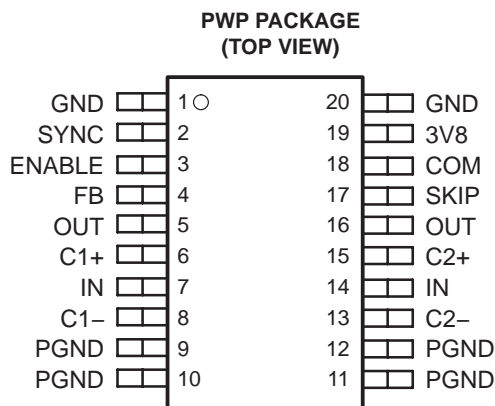 PWP PACKAGE
(TOP VIEW)
GND 1 20 GND
SYNC 2 19 3V8
ENABLE 3 18 COM
FB 4 17 SKIP
OUT 5 16 OUT
C1+ 6 15 C2+
IN 7 14 IN
C1− 8 13 C2−
PGND 9 12 PGND
PGND 10 11 PGND